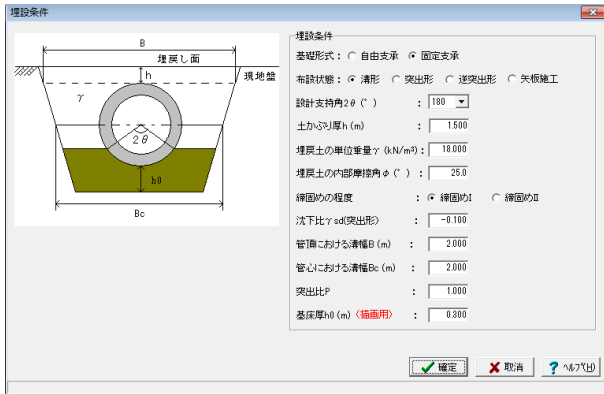 埋設条件
B
埋戻し面
h
現地盤
γ
2θ
h0
Bc
埋設条件
基礎形式： 自由支承 固定支承
布設状態： 溝形 突出形 逆突出形 矢板施工
設計支持角2θ(ﾟ) ： 180
土かぶり厚h(m) ： 1.500
埋戻土の単位重量γ(kN/m³)： 18.000
埋戻土の内部摩擦角φ(ﾟ) ： 25.0
締固めの程度 ： 締固めⅠ 締固めⅡ
沈下比γsd(突出形) ： -0.100
管頂における溝幅B(m) ： 2.000
管心における溝幅Bc(m) ： 2.000
突出比P ： 1.000
基床厚h0(m)(描画用) ： 0.300
確定 取消 ﾍﾙﾌﾟ(H)